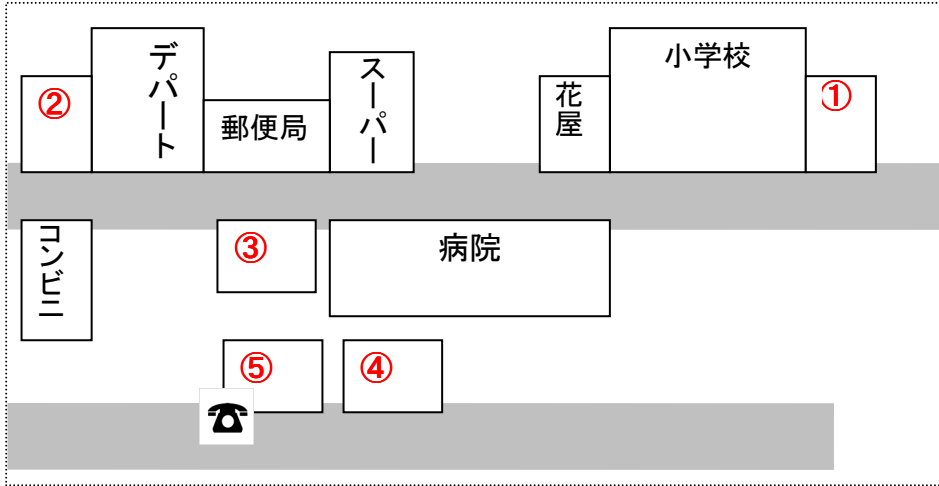 ②
デパート
郵便局
スーパー
花屋
小学校
①
コンビニ
③
病院
⑤
④